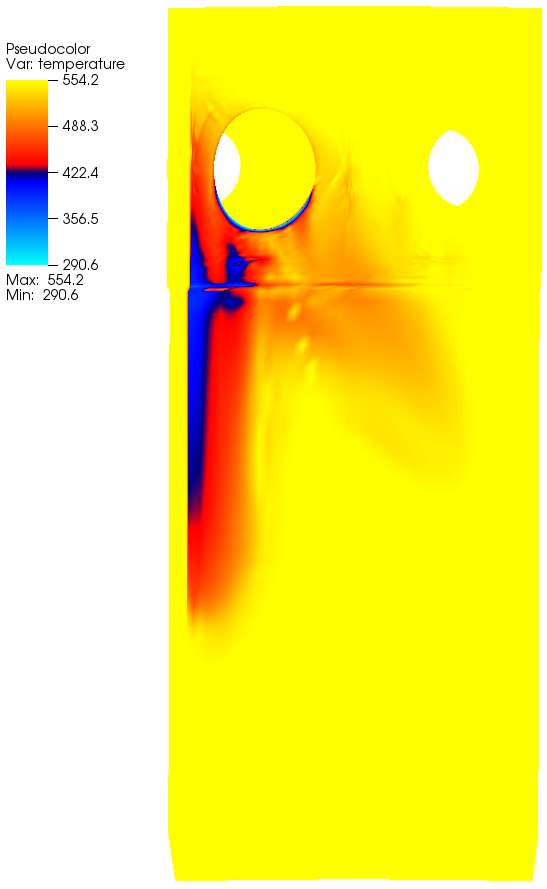 Pseudocolor
Var: temperature
554.2
488.3
422.4
356.5
290.6
Max: 554.2
Min: 290.6